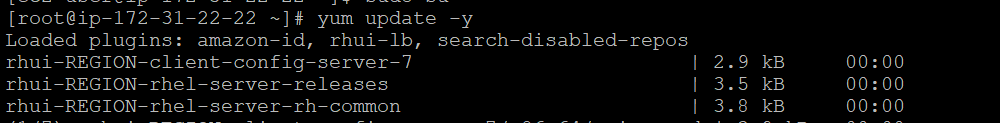 [root@ip-172-31-22-22 ~]# yum update -y
Loaded plugins: amazon-id, rhui-lb, search-disabled-repos
rhui-REGION-client-config-server-7 | 2.9 kB 00:00
rhui-REGION-rhel-server-releases | 3.5 kB 00:00
rhui-REGION-rhel-server-rh-common | 3.8 kB 00:00